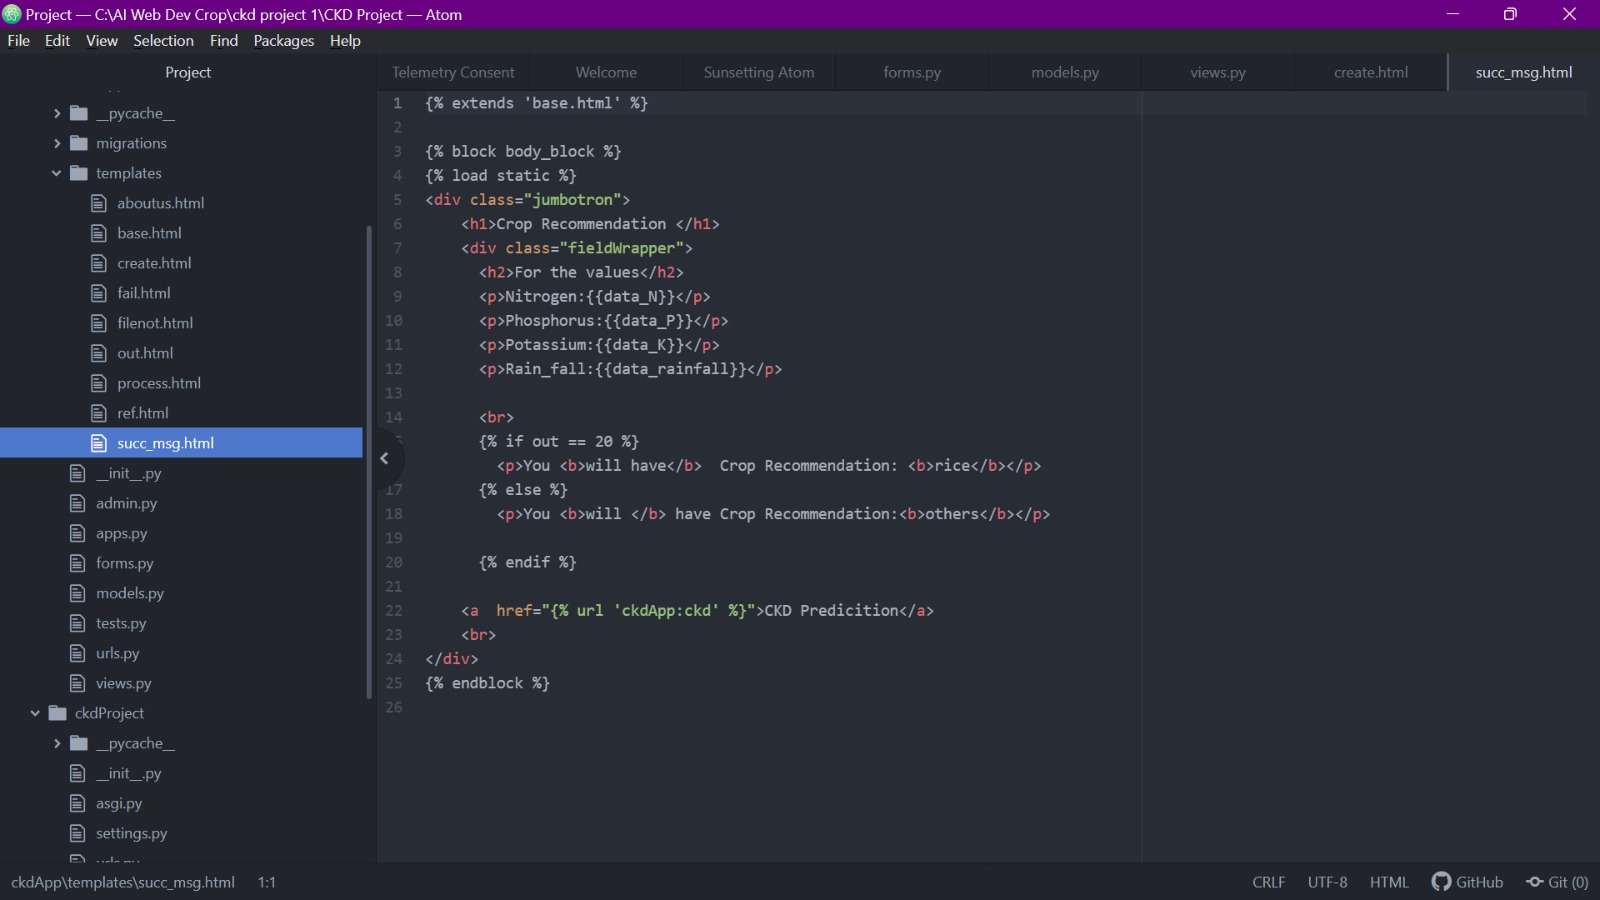 Project — C:\AI Web Dev Crop\ckd project 1\CKD Project — Atom
File Edit View Selection Find Packages Help
Project
__pycache__
migrations
templates
aboutus.html
base.html
create.html
fail.html
filenot.html
out.html
process.html
ref.html
succ_msg.html
__init__.py
admin.py
apps.py
forms.py
models.py
tests.py
urls.py
views.py
ckdProject
__pycache__
__init__.py
asgi.py
settings.py
Telemetry Consent Welcome Sunsetting Atom forms.py models.py views.py create.html succ_msg.html
1 {% extends 'base.html' %}
2
3 {% block body_block %}
4 {% load static %}
5 <div class="jumbotron">
6 <h1>Crop Recommendation </h1>
7 <div class="fieldWrapper">
8 <h2>For the values</h2>
9 <p>Nitrogen:{{data_N}}</p>
10 <p>Phosphorus:{{data_P}}</p>
11 <p>Potassium:{{data_K}}</p>
12 <p>Rain_fall:{{data_rainfall}}</p>
13
14 <br>
{% if out == 20 %}
<p>You <b>will have</b>  Crop Recommendation: <b>rice</b></p>
17 {% else %}
18 <p>You <b>will </b> have Crop Recommendation:<b>others</b></p>
19
20 {% endif %}
21
22 <a  href="{% url 'ckdApp:ckd' %}">CKD Predicition</a>
23 <br>
24 </div>
25 {% endblock %}
26
ckdApp\templates\succ_msg.html 1:1 CRLF UTF-8 HTML GitHub Git (0)